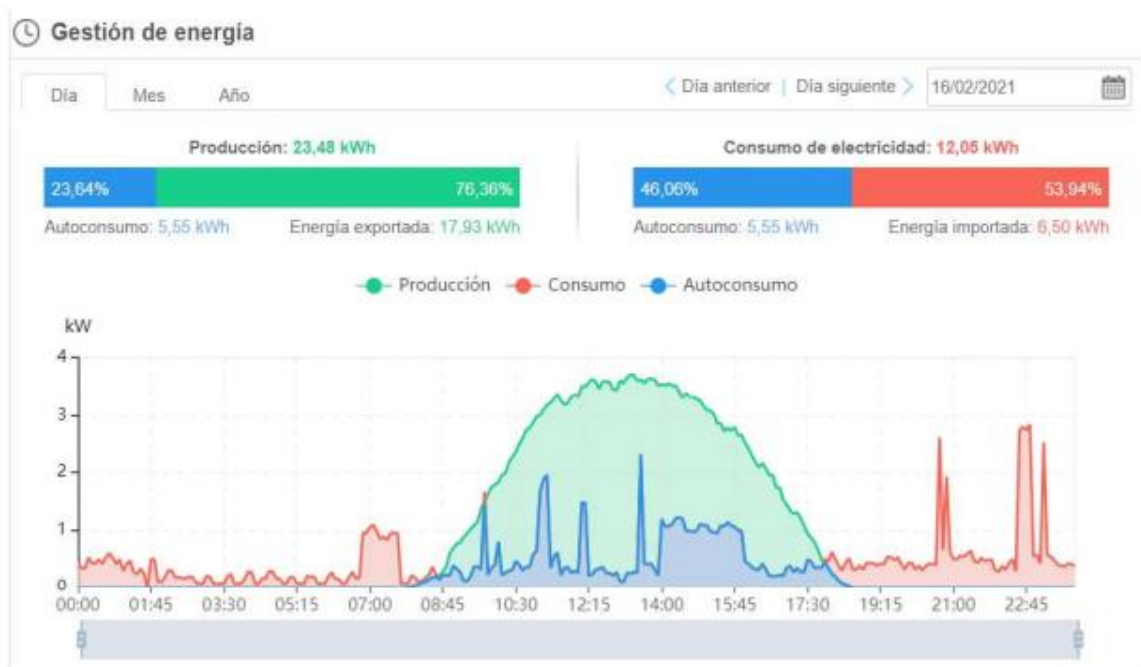 Gestión de energía
Día Mes Año
Día anterior | Día siguiente 16/02/2021
Producción: 23,48 kWh
23,64% 76,36%
Autoconsumo: 5,55 kWh Energía exportada: 17,93 kWh
Consumo de electricidad: 12,05 kWh
46,06% 53,94%
Autoconsumo: 5,55 kWh Energía importada: 6,50 kWh
Producción Consumo Autoconsumo
kW
4
3
2
1
0
00:00 01:45 03:30 05:15 07:00 08:45 10:30 12:15 14:00 15:45 17:30 19:15 21:00 22:45